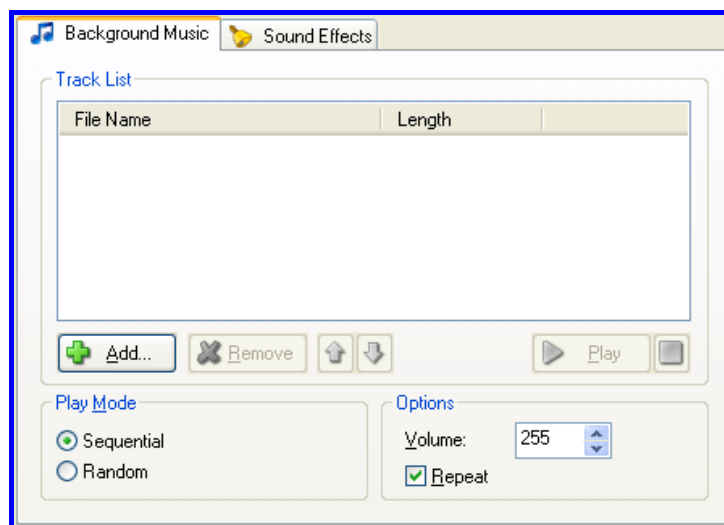 Background Music Sound Effects
Track List
File Name Length
Add... Remove Play
Play Mode Options
Sequential Volume: 255
Random Repeat